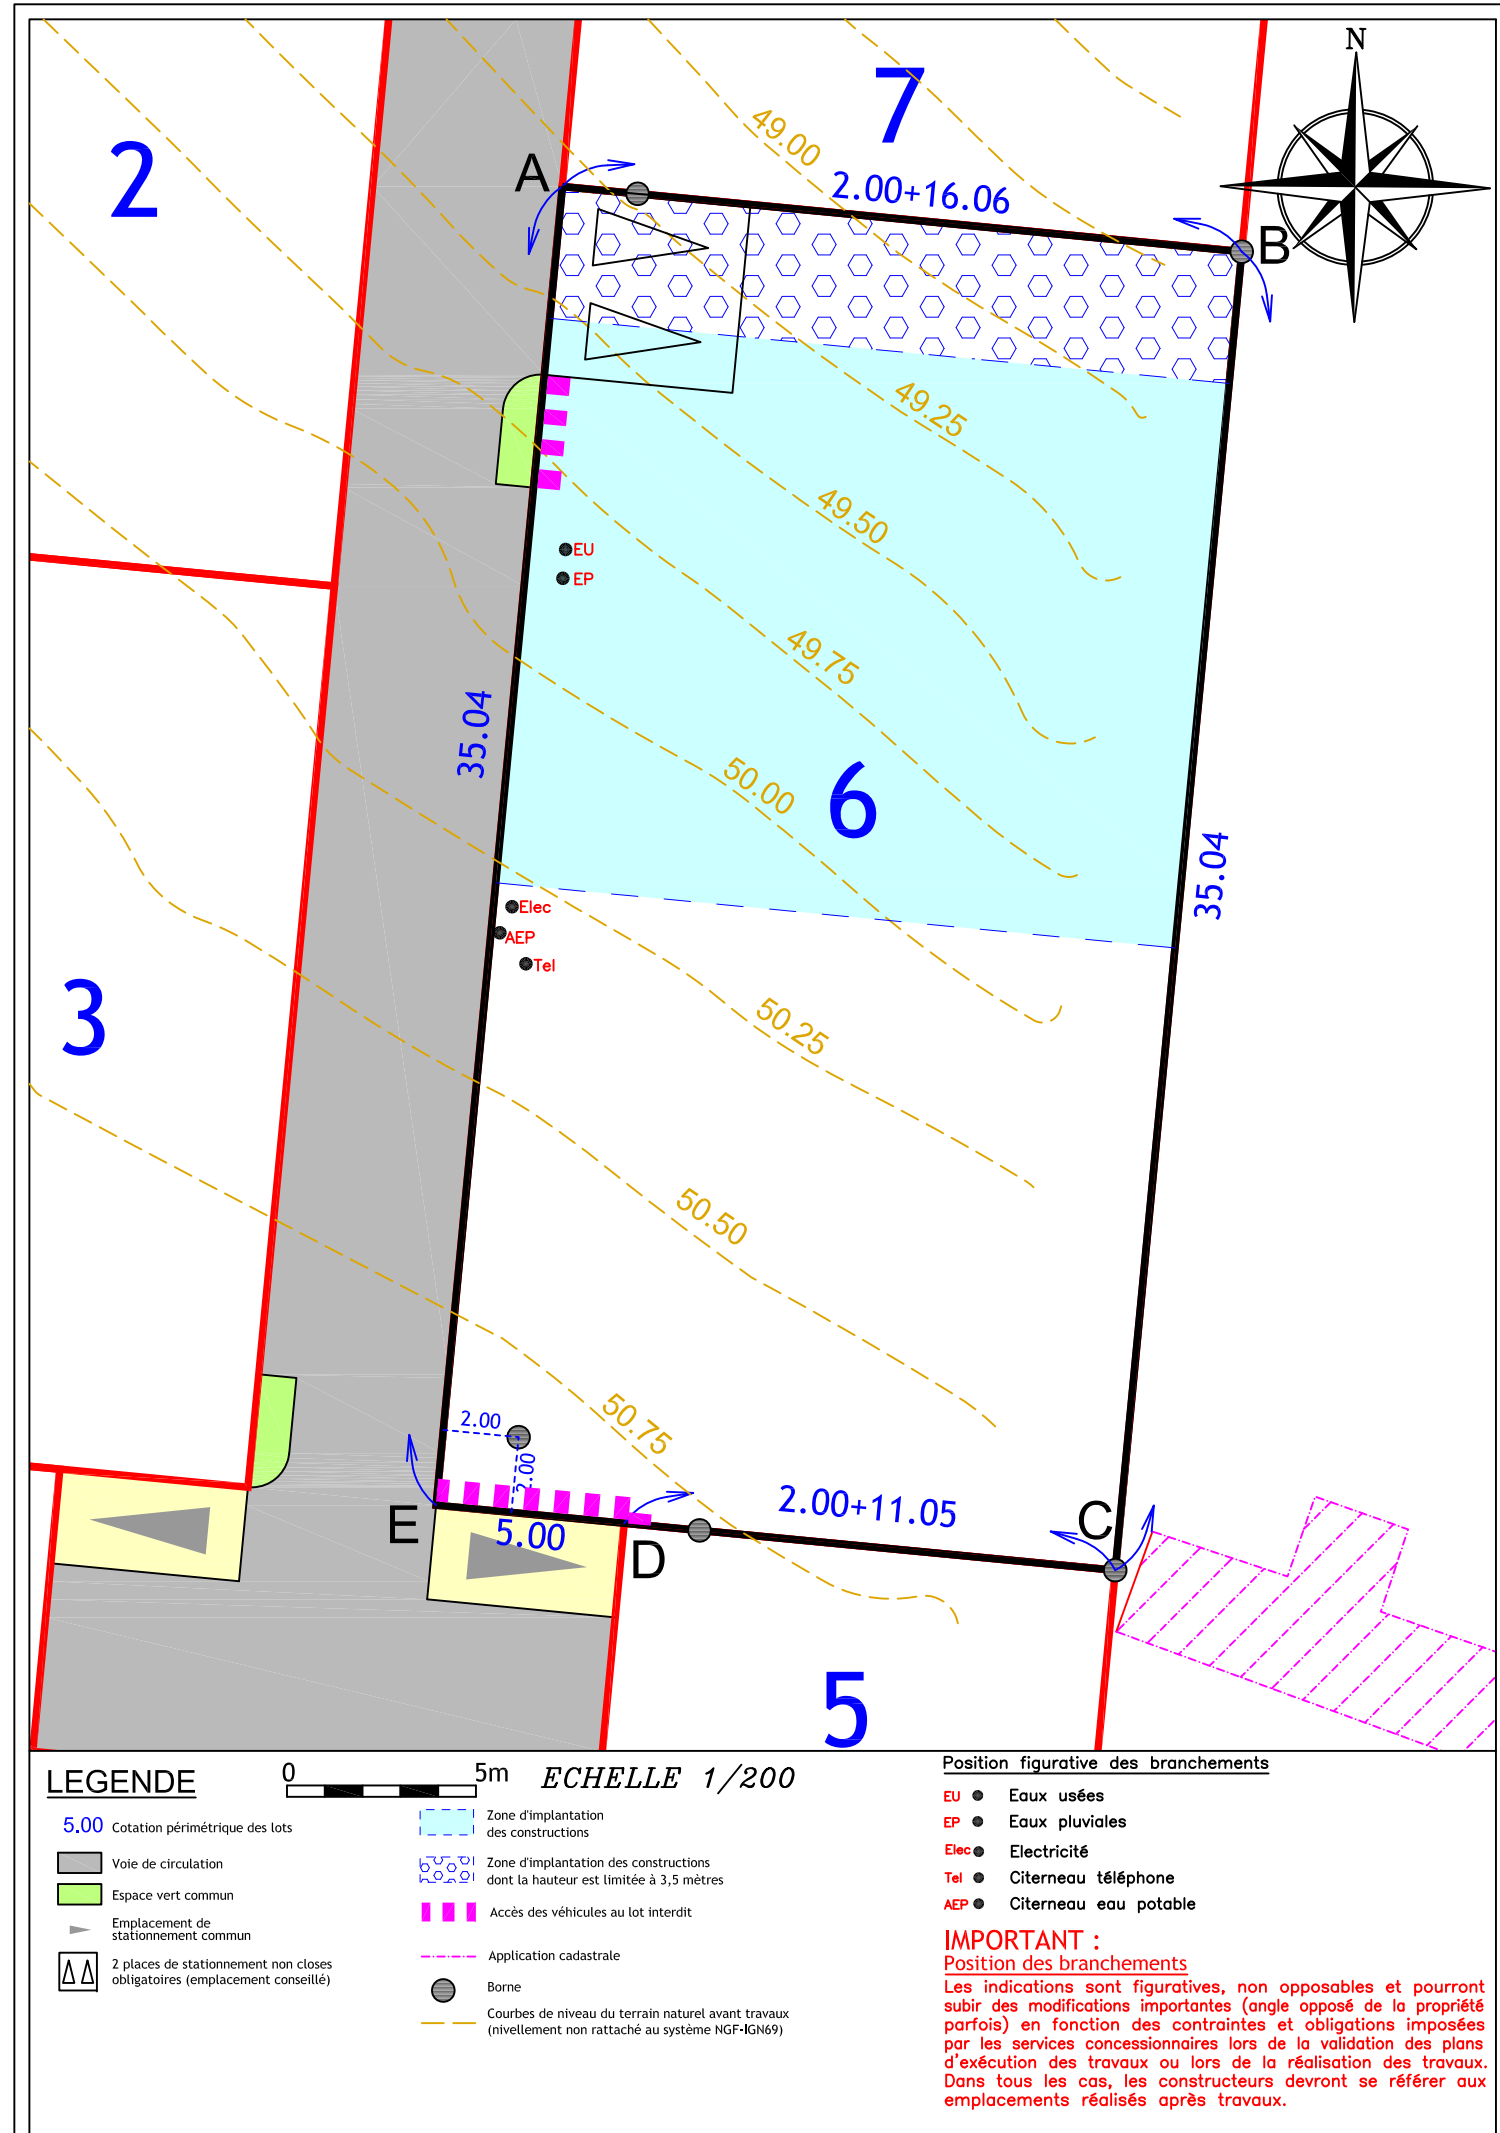 N
7
2
49.00
A
2.00+16.06
B
49.25
49.50
EU
EP
49.75
35.04
50.00
6
35.04
Elec
AEP
Tel
3
50.25
50.50
50.75
2.00
2.00
2.00+11.05
C
E
5.00
D
5
LEGENDE
0 5m ECHELLE 1/200
5.00 Cotation périmétrique des lots
Voie de circulation
Espace vert commun
Emplacement de
stationnement commun
2 places de stationnement non closes
obligatoires (emplacement conseillé)
Zone d'implantation
des constructions
Zone d'implantation des constructions
dont la hauteur est limitée à 3,5 mètres
Accès des véhicules au lot interdit
Application cadastrale
Borne
Courbes de niveau du terrain naturel avant travaux
(nivellement non rattaché au système NGF-IGN69)
Position figurative des branchements
EU Eaux usées
EP Eaux pluviales
Elec Electricité
Tel Citerneau téléphone
AEP Citerneau eau potable
IMPORTANT :
Position des branchements
Les indications sont figuratives, non opposables et pourront
subir des modifications importantes (angle opposé de la propriété
parfois) en fonction des contraintes et obligations imposées
par les services concessionnaires lors de la validation des plans
d'exécution des travaux ou lors de la réalisation des travaux.
Dans tous les cas, les constructeurs devront se référer aux
emplacements réalisés après travaux.